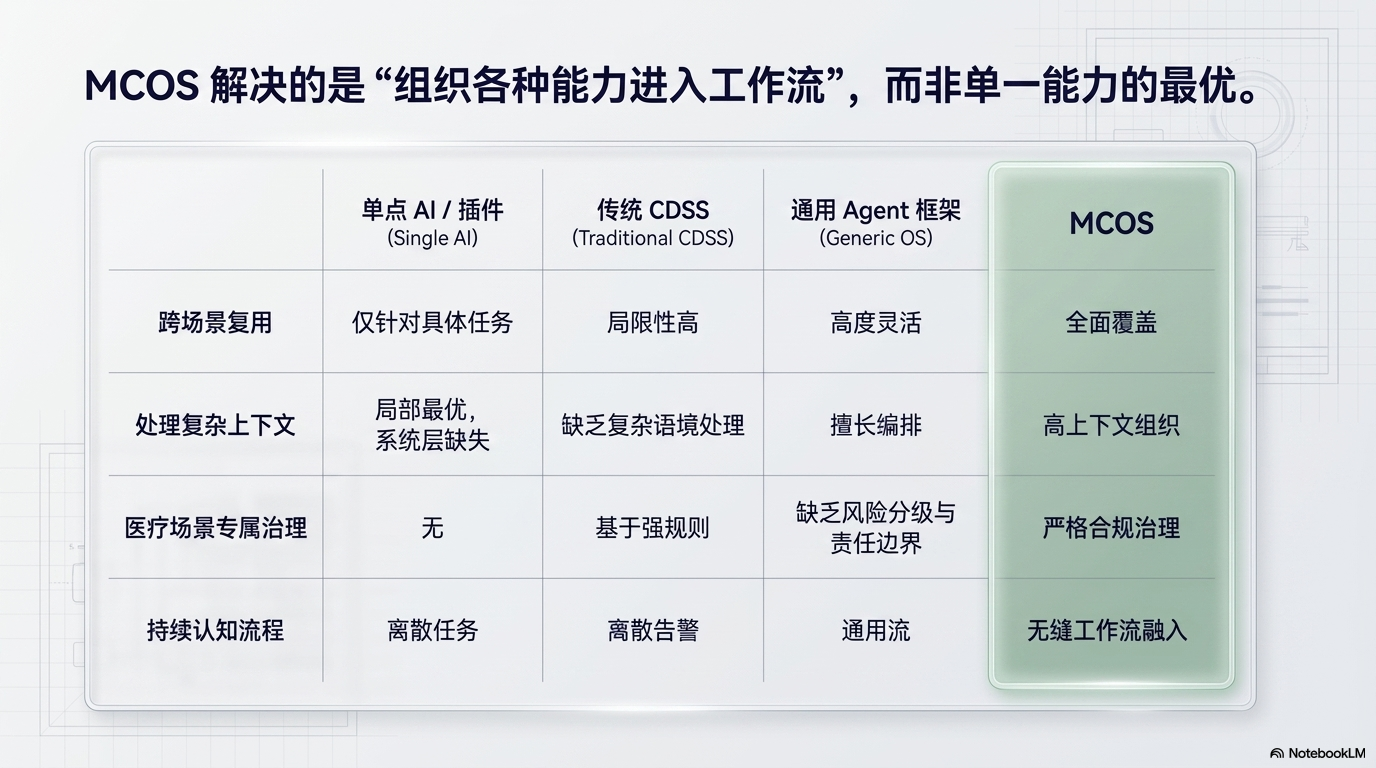 MCOS 解决的是“组织各种能力进入工作流”，而非单一能力的最优。
单点 AI / 插件
(Single AI)
传统 CDSS
(Traditional CDSS)
通用 Agent 框架
(Generic OS)
MCOS
跨场景复用
仅针对具体任务
局限性高
高度灵活
全面覆盖
处理复杂上下文
局部最优，
系统层缺失
缺乏复杂语境处理
擅长编排
高上下文组织
医疗场景专属治理
无
基于强规则
缺乏风险分级与
责任边界
严格合规治理
持续认知流程
离散任务
离散告警
通用流
无缝工作流融入
NotebookLM